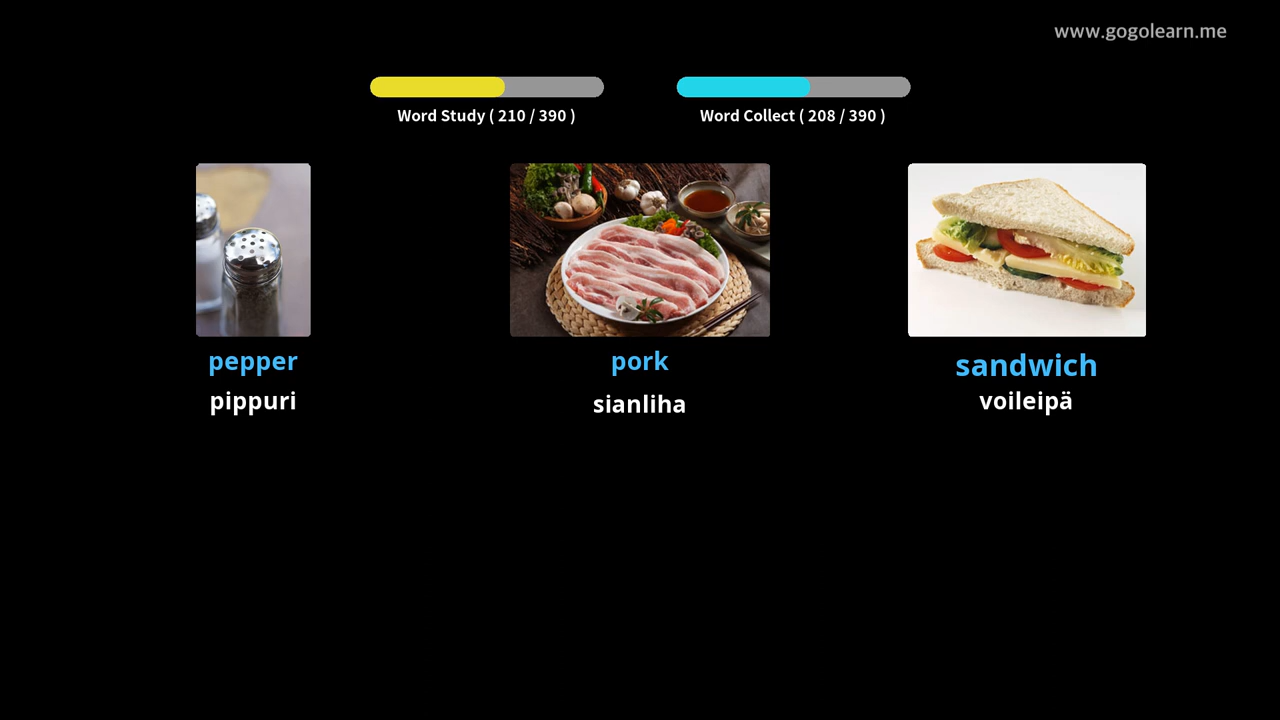 www.gogolearn.me
Word Study ( 210 / 390 )
Word Collect ( 208 / 390 )
pepper
pippuri
pork
sianliha
sandwich
voileipä